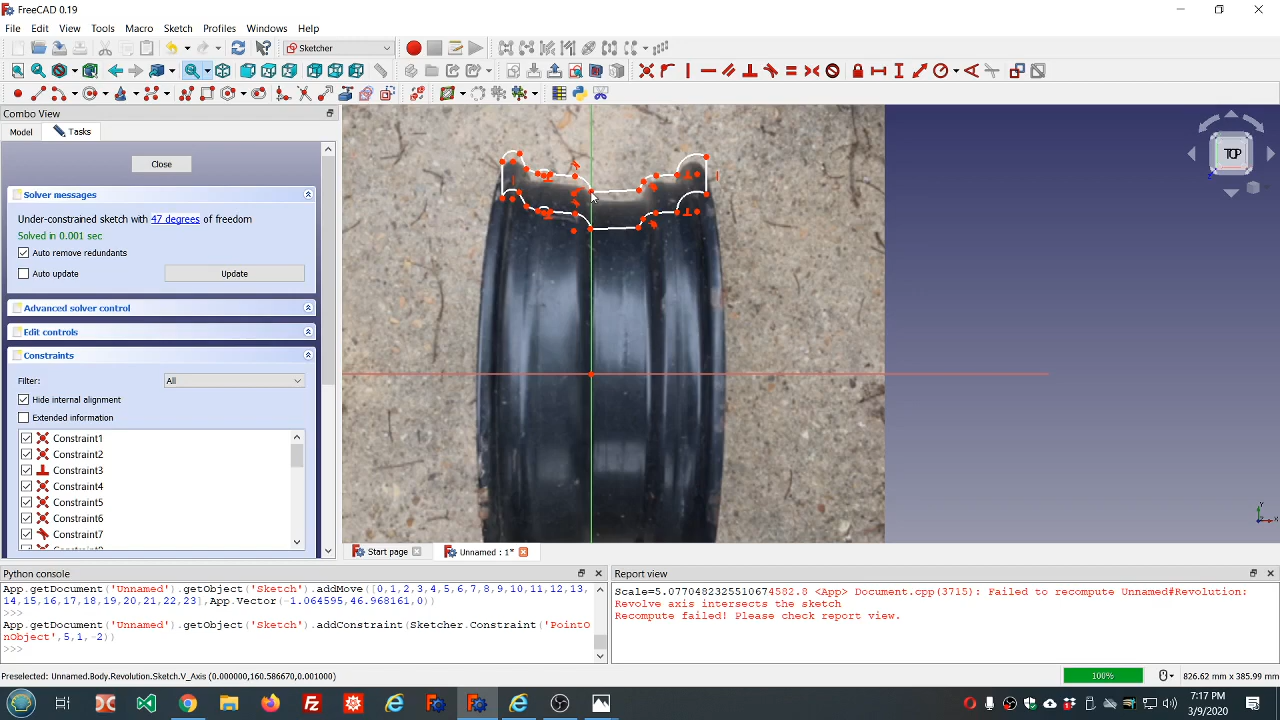 FreeCAD 0.19
File Edit View Tools Macro Sketch Profiles Windows Help
Sketcher
Combo View
Model Tasks
Close
Solver messages
Under-constrained sketch with 47 degrees of freedom
Solved in 0.001 sec
Auto remove redundants
Auto update Update
Advanced solver control
Edit controls
Constraints
Filter: All
Hide internal alignment
Extended information
Constraint1
Constraint2
Constraint3
Constraint4
Constraint5
Constraint6
Constraint7
TOP
Start page Unnamed : 1*
Python console
App.getDocument('Unnamed').getObject('Sketch').addMove([0,1,2,3,4,5,6,7,8,9,10,11,12,13,
14,15,16,17,18,19,20,21,22,23],App.Vector(-1.064595,46.968161,0))
>>>
App.getDocument('Unnamed').getObject('Sketch').addConstraint(Sketcher.Constraint('PointO
nObject',5,1,-2))
>>>
Report view
Scale=5.0770482325510674582.8 <App> Document.cpp(3715): Failed to recompute Unnamed#Revolution:
Revolve axis intersects the sketch
Recompute failed! Please check report view.
Preselected: Unnamed.Body.Revolution.Sketch.V_Axis (0.000000,160.586670,0.001000)
100%
826.62 mm x 385.99 mm
7:17 PM
3/9/2020